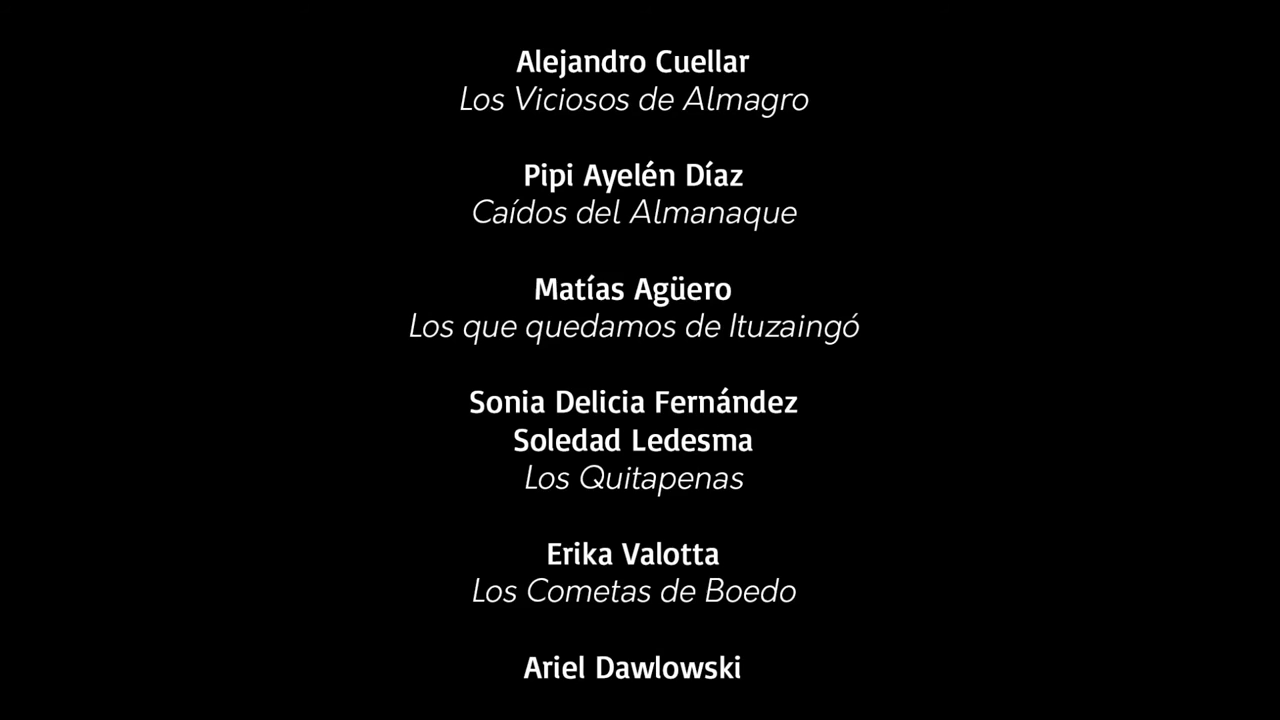 Alejandro Cuellar
Los Viciosos de Almagro
Pipi Ayelén Díaz
Caídos del Almanaque
Matías Agüero
Los que quedamos de Ituzaingó
Sonia Delicia Fernández
Soledad Ledesma
Los Quitapenas
Erika Valotta
Los Cometas de Boedo
Ariel Dawlowski